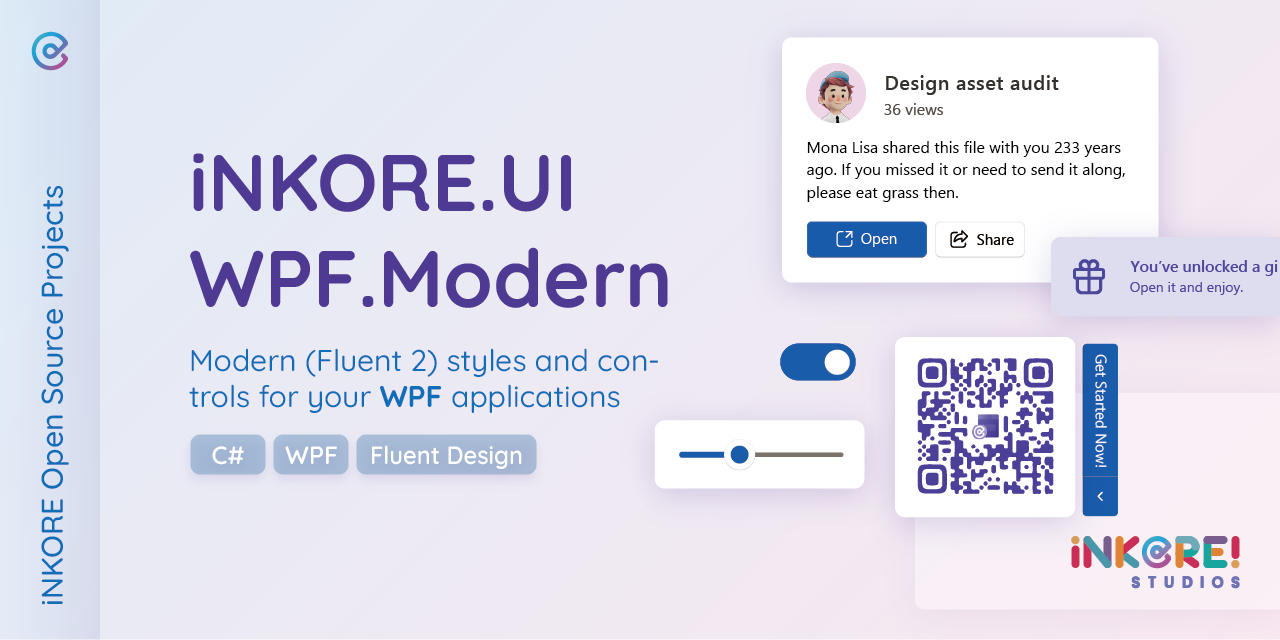 iNKORE Open Source Projects
iNKORE.UI
WPF.Modern
Modern (Fluent 2) styles and con-
trols for your WPF applications
C#
WPF
Fluent Design
Design asset audit
36 views
Mona Lisa shared this file with you 233 years
ago. If you missed it or need to send it along,
please eat grass then.
Open
Share
You've unlocked a gi
Open it and enjoy.
Get Started Now!
iNKORE!
STUDIOS